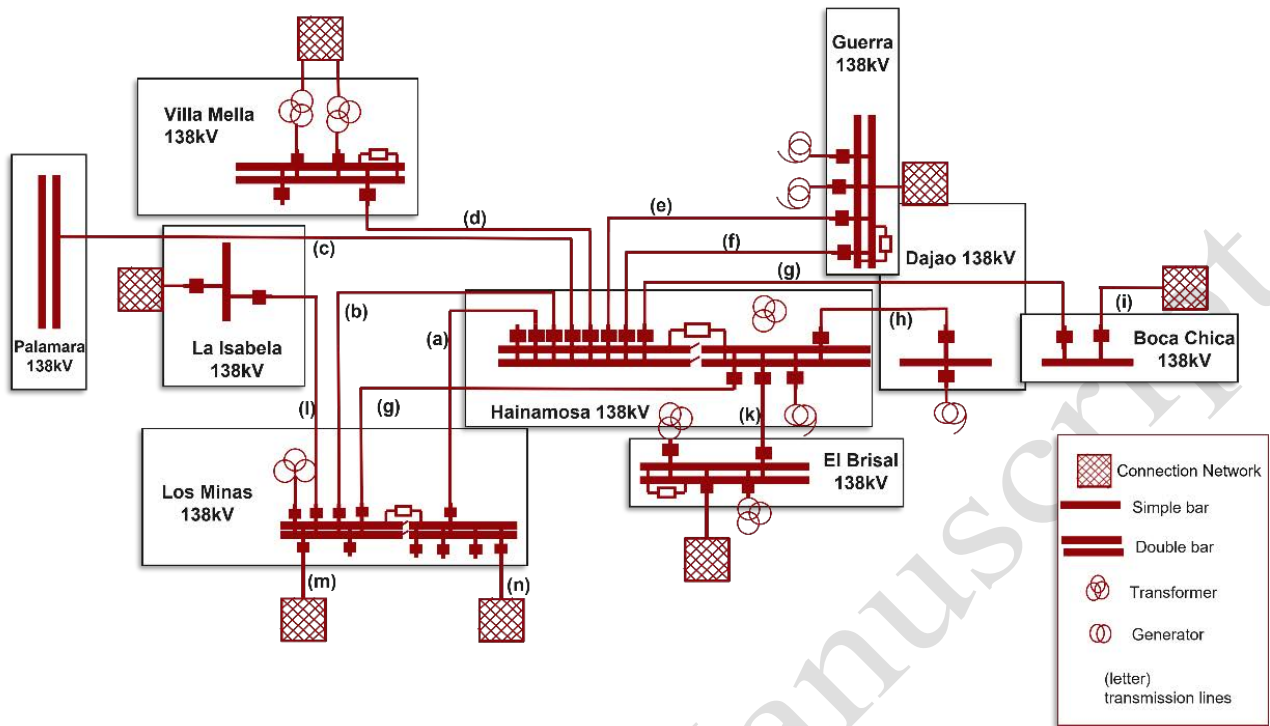 Guerra
138kV
Villa Mella
138kV
(d)
(e)
(c)
(f)
Dajao 138kV
(g)
(b)
(h)
(i)
(a)
Palamara
138kV
La Isabela
138kV
Boca Chica
138kV
(l)
(g)
Hainamosa 138kV
(k)
Los Minas
138kV
El Brisal
138kV
(m)
(n)
Connection Network
Simple bar
Double bar
Transformer
Generator
(letter)
transmission lines
anuscript